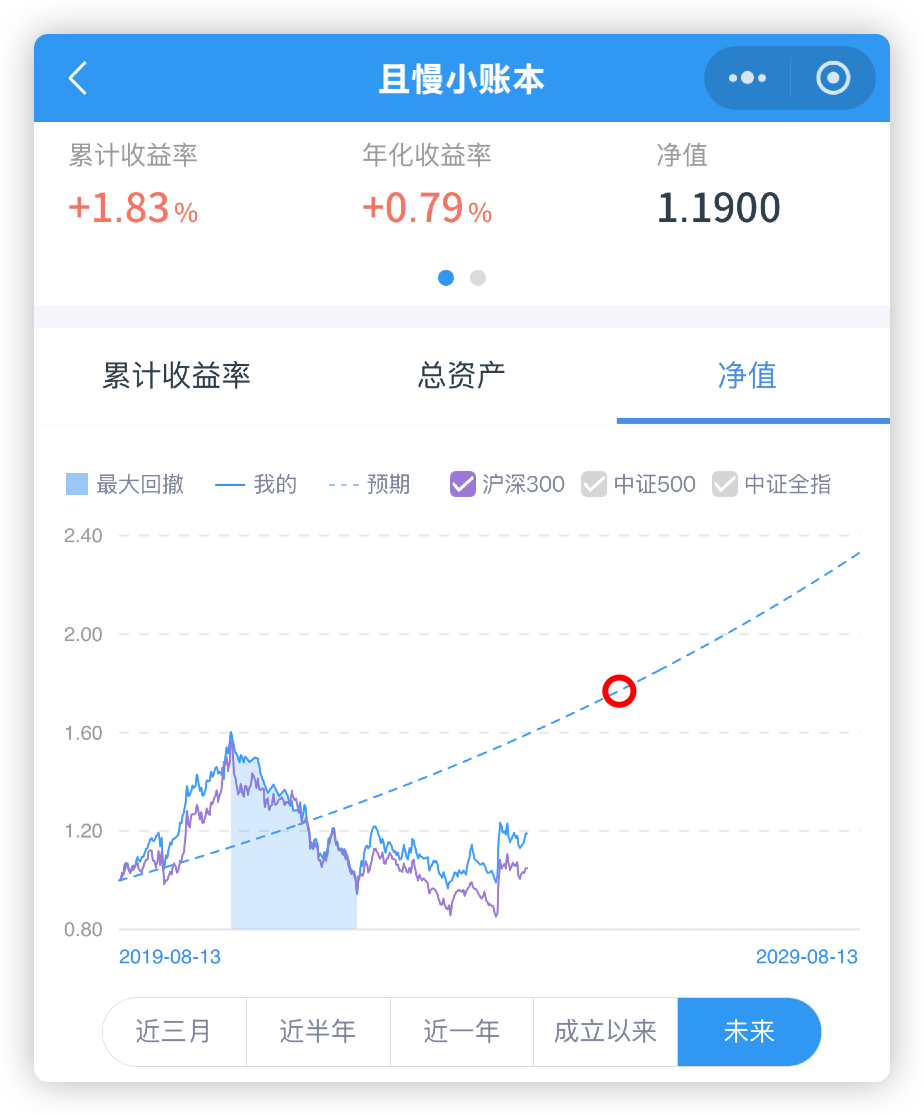 且慢小账本
累计收益率 年化收益率 净值
+1.83% +0.79% 1.1900
累计收益率 总资产 净值
最大回撤 我的 预期 沪深300 中证500 中证全指
2.40
2.00
1.60
1.20
0.80
2019-08-13 2029-08-13
近三月 近半年 近一年 成立以来 未来